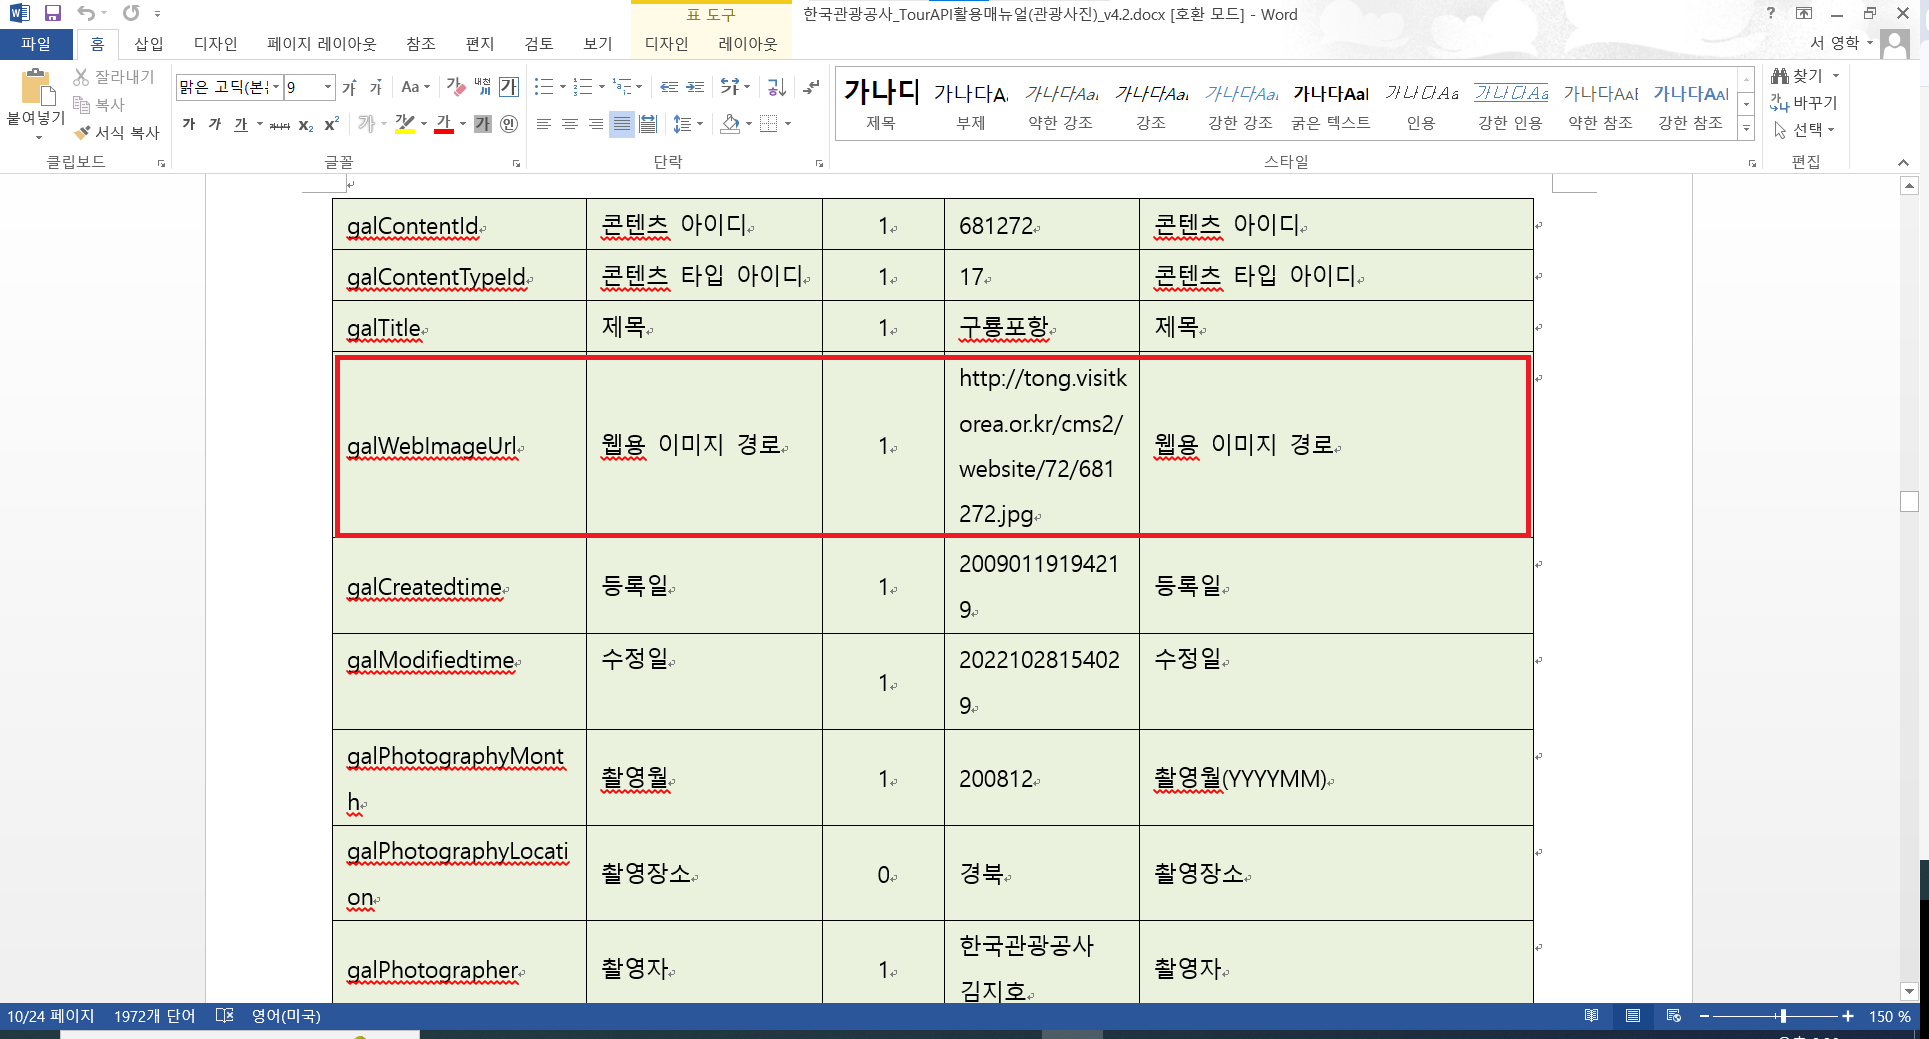 표 도구
한국관광공사_TourAPI활용매뉴얼(관광사진)_v4.2.docx [호환 모드] - Word
파일 홈 삽입 디자인 페이지 레이아웃 참조 편지 검토 보기 디자인 레이아웃
서 영학
붙여넣기
잘라내기
복사
서식 복사
클립보드
맑은 고딕(본 9
글꼴
단락
가나다 가나다A 가나다Aa 가나다Aa 가나다Aa 가나다Aa 가나다Aa 가나다Aa 가나다Aa 가나다Aa
제목 부제 약한 강조 강조 강한 강조 굵은 텍스트 인용 강한 인용 약한 참조 강한 참조
스타일
찾기
바꾸기
선택
편집
galContentId 콘텐츠 아이디 1 681272 콘텐츠 아이디
galContentTypeId 콘텐츠 타입 아이디 1 17 콘텐츠 타입 아이디
galTitle 제목 1 구룡포항 제목
galWebImageUrl 웹용 이미지 경로 1 http://tong.visitk
orea.or.kr/cms2/
website/72/681
272.jpg
웹용 이미지 경로
galCreatedtime 등록일 1 2009011919421
9
등록일
galModifiedtime 수정일 1 2022102815402
9
수정일
galPhotographyMont
h
촬영월 1 200812 촬영월(YYYYMM)
galPhotographyLocati
on
촬영장소 0 경북 촬영장소
galPhotographer 촬영자 1 한국관광공사
김지호
촬영자
10/24 페이지 1972개 단어 영어(미국) 150 %